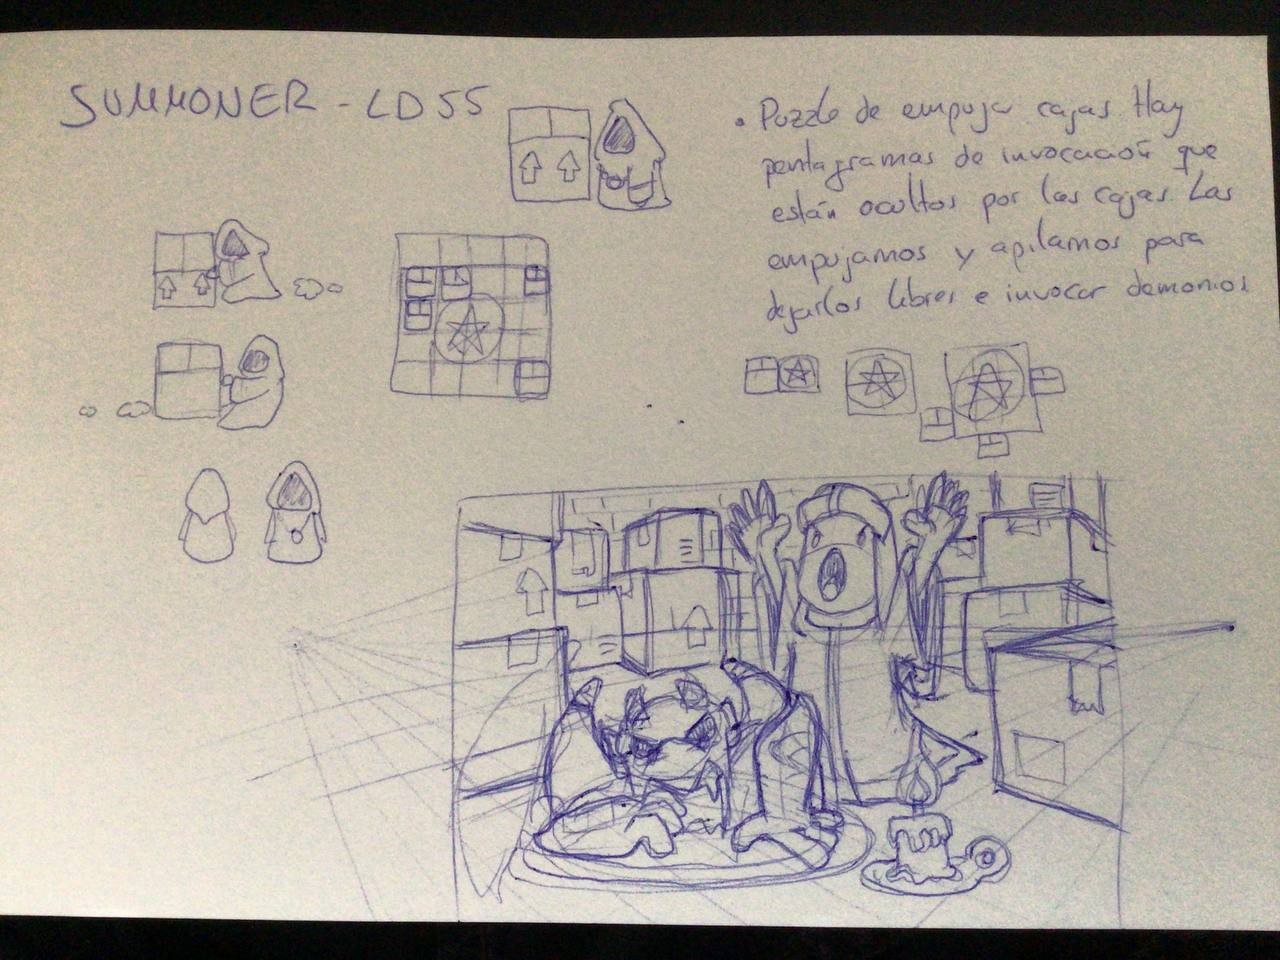 SUMMONER - LD55
• Puzzle de empujar cajas. Hay
pentagramas de invocación que
están ocultos por las cajas. Las
empujamos y apilamos para
dejarlos libres e invocar demonios